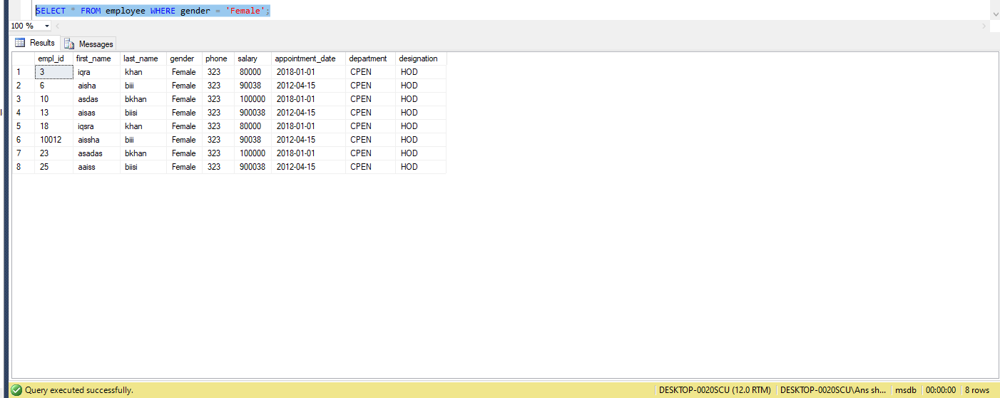 SELECT * FROM employee WHERE gender = 'Female';
100 %
Results Messages
empl_id first_name last_name gender phone salary appointment_date department designation
1 3 iqra khan Female 323 80000 2018-01-01 CPEN HOD
2 6 aisha biii Female 323 90038 2012-04-15 CPEN HOD
3 10 asdas bkhan Female 323 100000 2018-01-01 CPEN HOD
4 13 aisas biisi Female 323 900038 2012-04-15 CPEN HOD
5 18 iqsra khan Female 323 80000 2018-01-01 CPEN HOD
6 10012 aissha biii Female 323 90038 2012-04-15 CPEN HOD
7 23 asadas bkhan Female 323 100000 2018-01-01 CPEN HOD
8 25 aaiss biisi Female 323 900038 2012-04-15 CPEN HOD
Query executed successfully. DESKTOP-0020SCU (12.0 RTM) DESKTOP-0020SCU\Ans sh... msdb 00:00:00 8 rows